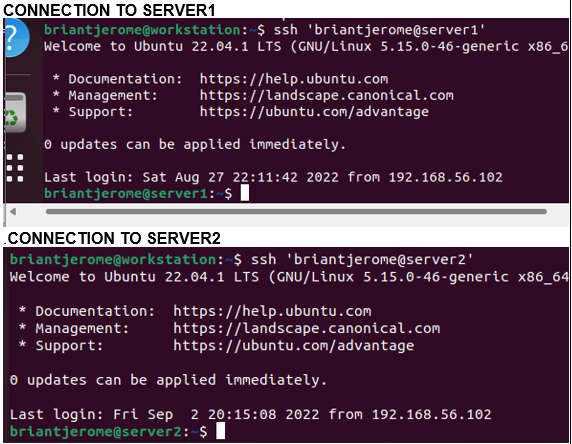 CONNECTION TO SERVER1
briantjerome@workstation:~$ ssh 'briantjerome@server1'
Welcome to Ubuntu 22.04.1 LTS (GNU/Linux 5.15.0-46-generic x86_6
 * Documentation:  https://help.ubuntu.com
 * Management:     https://landscape.canonical.com
 * Support:        https://ubuntu.com/advantage
0 updates can be applied immediately.
Last login: Sat Aug 27 22:11:42 2022 from 192.168.56.102
briantjerome@server1:~$
.CONNECTION TO SERVER2
briantjerome@workstation:~$ ssh 'briantjerome@server2'
Welcome to Ubuntu 22.04.1 LTS (GNU/Linux 5.15.0-46-generic x86_64
 * Documentation:  https://help.ubuntu.com
 * Management:     https://landscape.canonical.com
 * Support:        https://ubuntu.com/advantage
0 updates can be applied immediately.
Last login: Fri Sep  2 20:15:08 2022 from 192.168.56.102
briantjerome@server2:~$